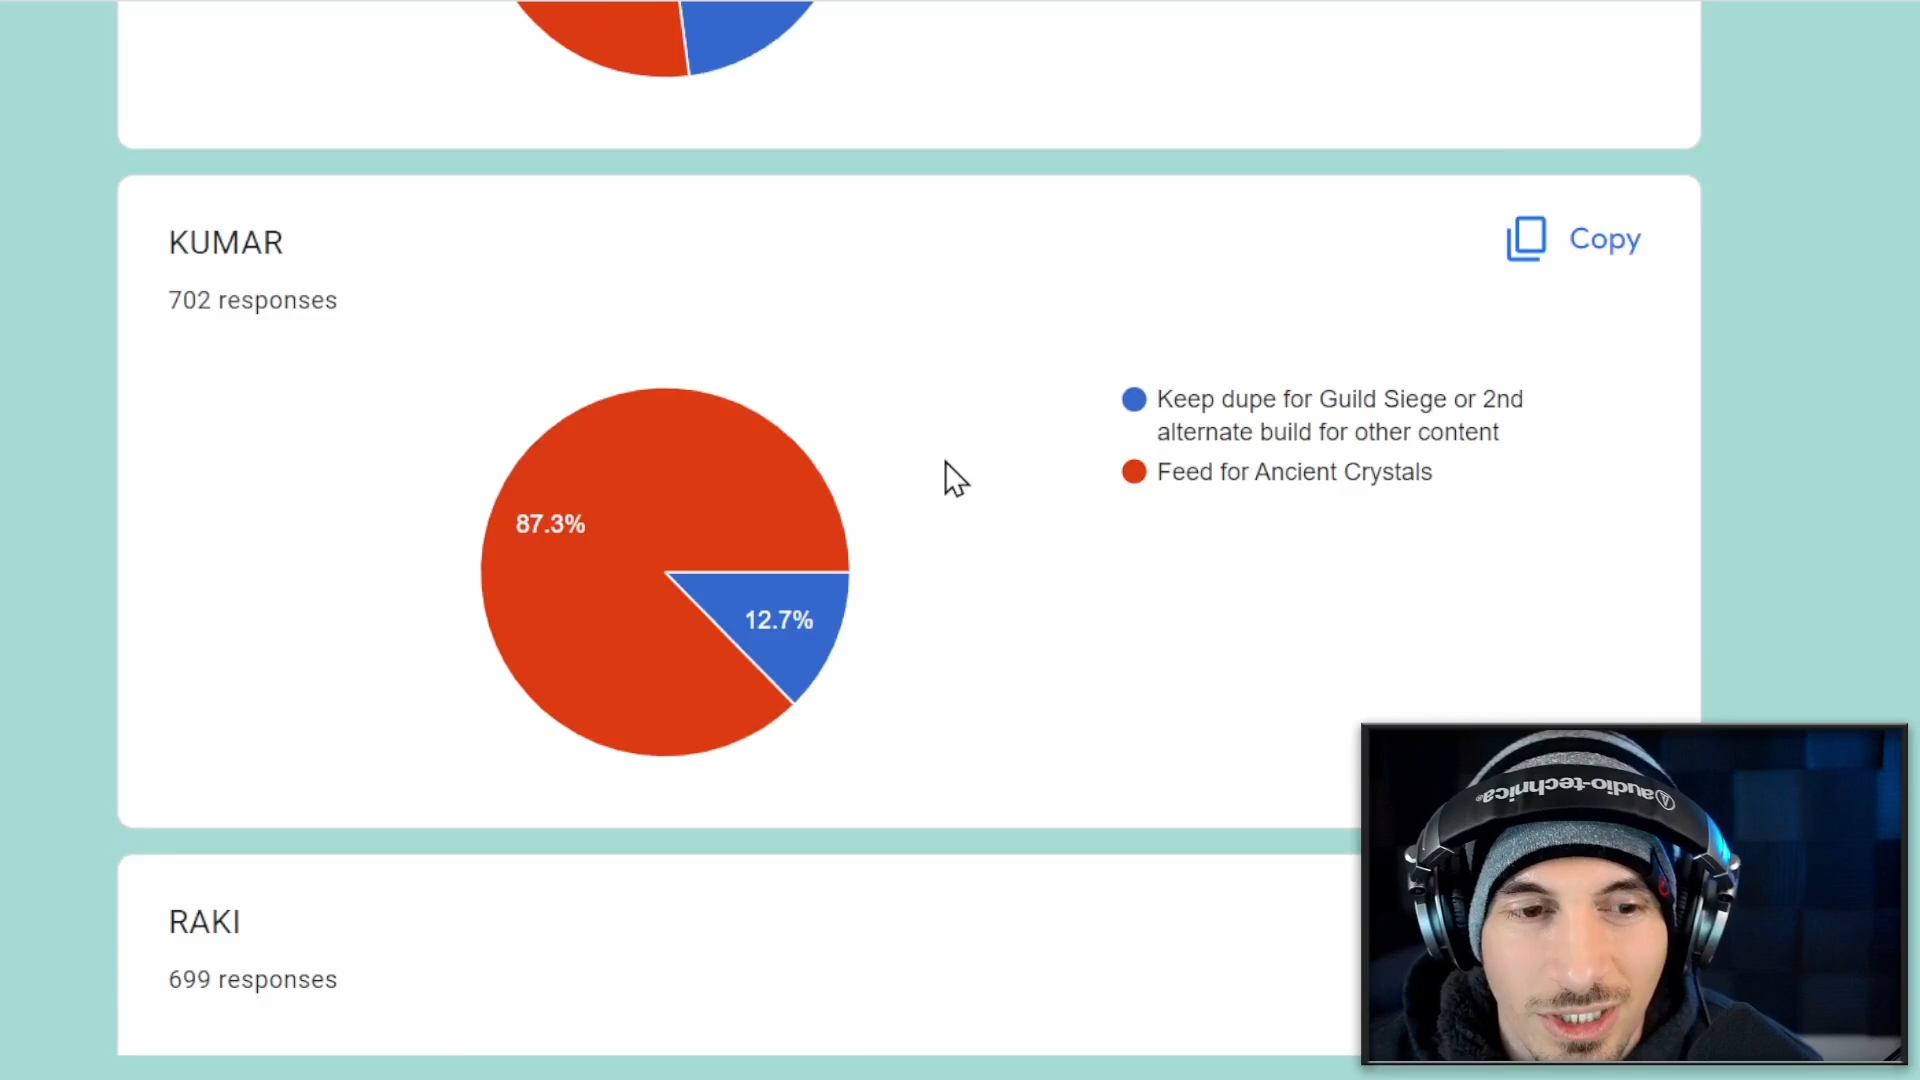 KUMAR
Copy
702 responses
Keep dupe for Guild Siege or 2nd
alternate build for other content
Feed for Ancient Crystals
87.3%
12.7%
audio-technica®
RAKI
699 responses